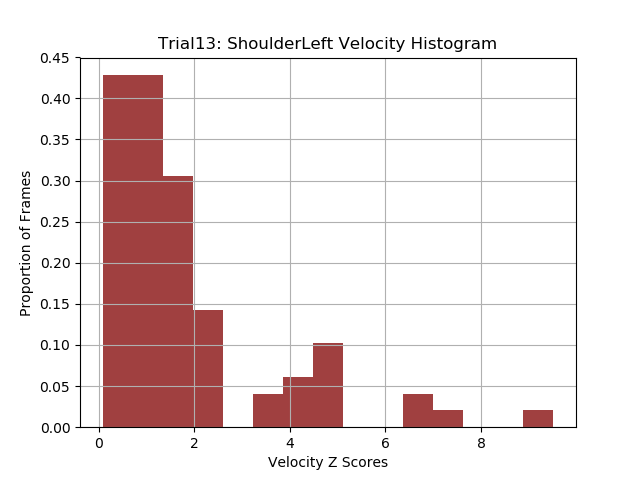 Trial13: ShoulderLeft Velocity Histogram
0.45
0.40
0.35
0.30
0.25
0.20
0.15
0.10
0.05
0.00
Proportion of Frames
0 2 4 6 8
Velocity Z Scores